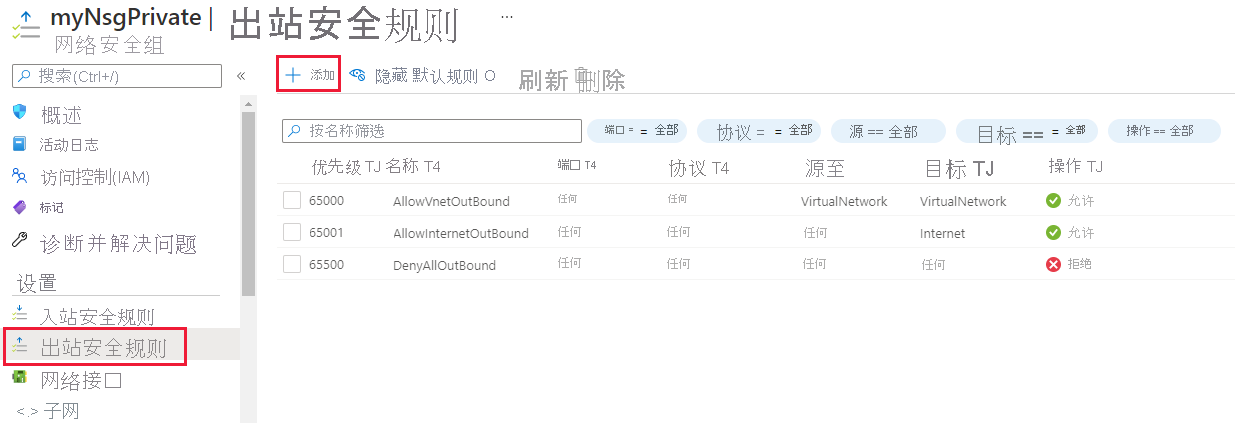 myNsgPrivate | 出站安全规则 ...
网络安全组
搜索(Ctrl+/) «
添加 隐藏 默认规则 O 刷新 删除
概述
活动日志
访问控制(IAM)
标记
诊断并解决问题
设置
入站安全规则
出站安全规则
网络接口
<.> 子网
按名称筛选 端口 = = 全部 协议 = = 全部 源 == 全部 目标 == = 全部 操作 == 全部
优先级 TJ 名称 T4 端口 T4 协议 T4 源至 目标 TJ 操作 TJ
65000 AllowVnetOutBound 任何 任何 VirtualNetwork VirtualNetwork 允许
65001 AllowInternetOutBound 任何 任何 任何 Internet 允许
65500 DenyAllOutBound 任何 任何 任何 任何 拒绝